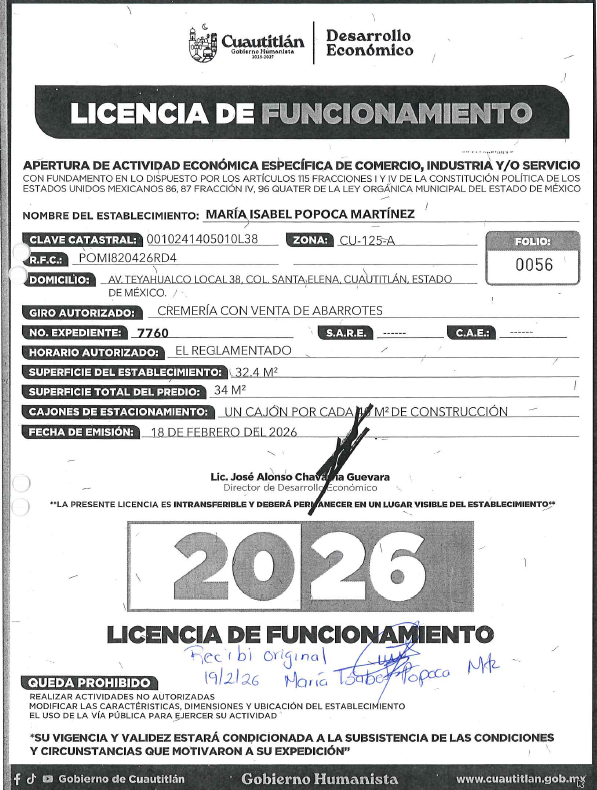 Cuautitlán
Gobierno Humanista
2025-2027
Desarrollo
Económico
LICENCIA DE FUNCIONAMIENTO
APERTURA DE ACTIVIDAD ECONÓMICA ESPECÍFICA DE COMERCIO, INDUSTRIA Y/O SERVICIO
CON FUNDAMENTO EN LO DISPUESTO POR LOS ARTÍCULOS 115 FRACCIONES I Y IV DE LA CONSTITUCIÓN POLÍTICA DE LOS
ESTADOS UNIDOS MEXICANOS 86, 87 FRACCIÓN IV, 96 QUATER DE LA LEY ORGÁNICA MUNICIPAL DEL ESTADO DE MÉXICO
NOMBRE DEL ESTABLECIMIENTO: MARÍA ISABEL POPOCA MARTÍNEZ
CLAVE CATASTRAL: 0010241405010L38 ZONA: CU-125-A
FOLIO:
0056
R.F.C.: POMI820426RD4
DOMICILIO: AV. TEYAHUALCO LOCAL 38, COL. SANTA ELENA, CUAUTITLÁN, ESTADO
DE MÉXICO.
GIRO AUTORIZADO: CREMERÍA CON VENTA DE ABARROTES
NO. EXPEDIENTE: 7760 S.A.R.E. ------ C.A.E.: ------
HORARIO AUTORIZADO: EL REGLAMENTADO
SUPERFICIE DEL ESTABLECIMIENTO: 32.4 M²
SUPERFICIE TOTAL DEL PREDIO: 34 M²
CAJONES DE ESTACIONAMIENTO: UN CAJÓN POR CADA M² DE CONSTRUCCIÓN
FECHA DE EMISIÓN: 18 DE FEBRERO DEL 2026
Lic. José Alonso Chavarría Guevara
Director de Desarrollo Económico
**LA PRESENTE LICENCIA ES INTRANSFERIBLE Y DEBERÁ PERMANECER EN UN LUGAR VISIBLE DEL ESTABLECIMIENTO**
2026
LICENCIA DE FUNCIONAMIENTO
Recibi original
19/2/26 María Isabel Popoca Mtz
QUEDA PROHIBIDO
REALIZAR ACTIVIDADES NO AUTORIZADAS
MODIFICAR LAS CARACTERÍSTICAS, DIMENSIONES Y UBICACIÓN DEL ESTABLECIMIENTO
EL USO DE LA VÍA PÚBLICA PARA EJERCER SU ACTIVIDAD
"SU VIGENCIA Y VALIDEZ ESTARÁ CONDICIONADA A LA SUBSISTENCIA DE LAS CONDICIONES
Y CIRCUNSTANCIAS QUE MOTIVARON A SU EXPEDICIÓN"
Gobierno de Cuautitlán
Gobierno Humanista
www.cuautitlan.gob.mx